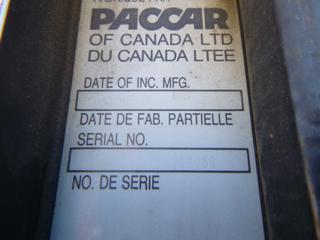 PACCAR
OF CANADA LTD
DU CANADA LTEE
DATE OF INC. MFG.
DATE DE FAB. PARTIELLE
SERIAL NO.
NO. DE SERIE